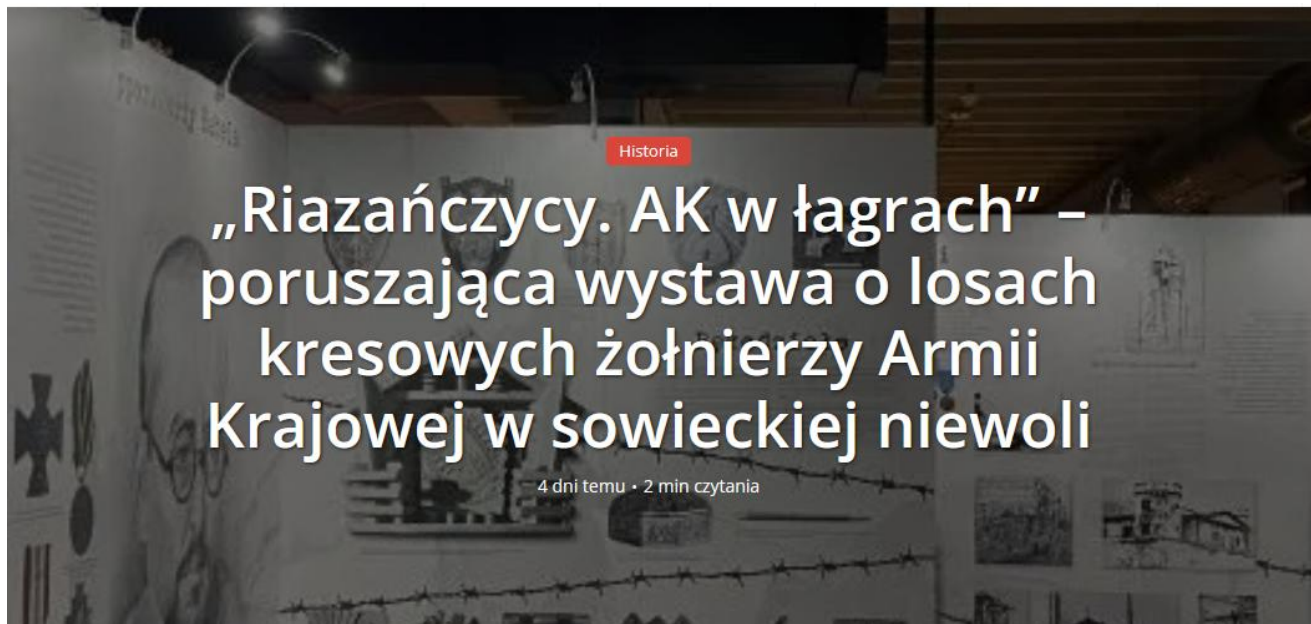 Historia
„Riazańczycy. AK w łagrach” –
poruszająca wystawa o losach
kresowych żołnierzy Armii
Krajowej w sowieckiej niewoli
4 dni temu • 2 min czytania